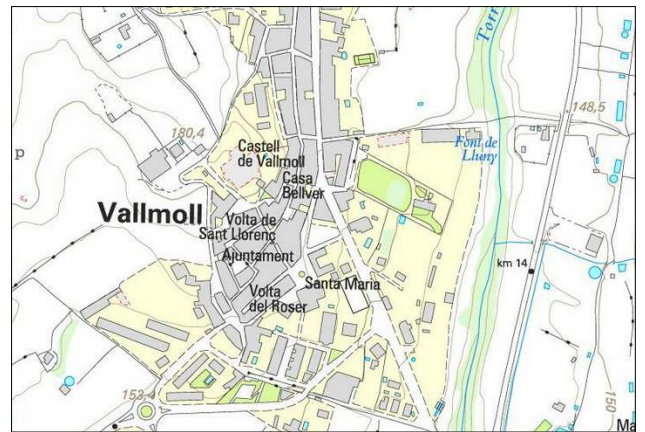 Torr
148,5
180,4
Castell
de Vallmoll
Font de
Lluny
p
Casa
Bellver
Vallmoll
Volta de
Sant Llorenç
Ajuntament
km 14
Santa Maria
Volta
del Roser
153,4
150
Ma